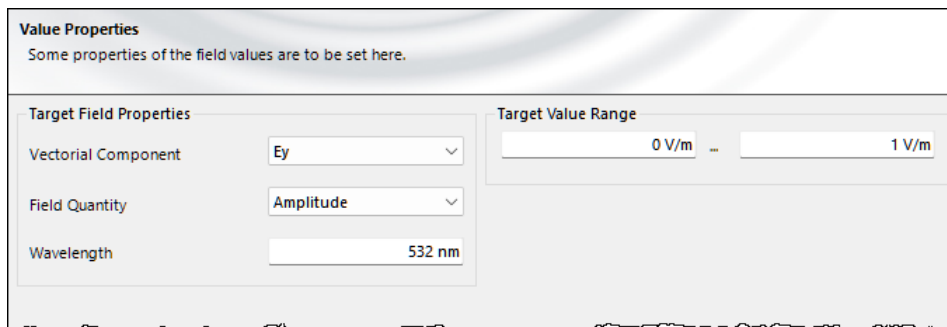 Value Properties
Some properties of the field values are to be set here.
Target Field Properties
Vectorial Component
Ey
Field Quantity
Amplitude
Wavelength
532 nm
Target Value Range
0 V/m ... 1 V/m